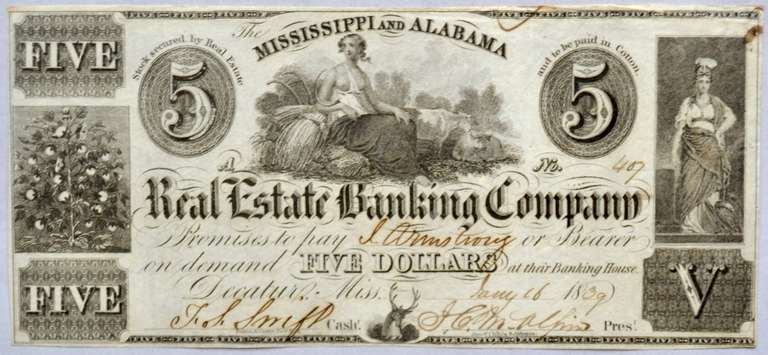 FIVE
Stock secured by Real Estate
The MISSISSIPPI AND ALABAMA
and to be paid in Cotton.
5
5
A
No. 407
Real Estate Banking Company
Promises to pay J. Armstrong or Bearer
on demand FIVE DOLLARS at their Banking House.
FIVE
Decatur, Miss. Jany 16 1839
V
Cash.r
Pres.t